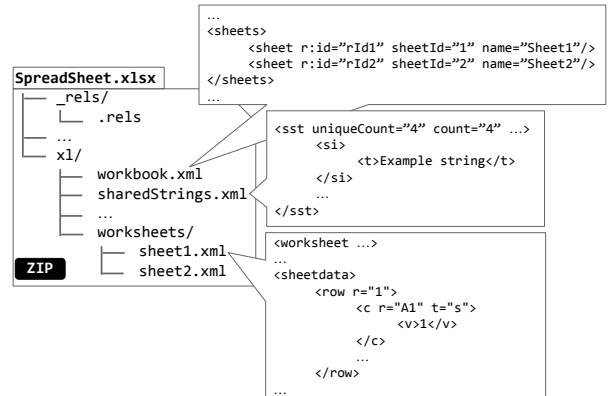 …
<sheets>
<sheet r:id=”rId1” sheetId=”1” name=”Sheet1”/>
<sheet r:id=”rId2” sheetId=”2” name=”Sheet2”/>
</sheets>
…
SpreadSheet.xlsx
_rels/
.rels
…
xl/
workbook.xml
sharedStrings.xml
…
worksheets/
sheet1.xml
sheet2.xml
ZIP
<sst uniqueCount=“4” count=“4” …>
<si>
<t>Example string</t>
</si>
…
</sst>
<worksheet …>
…
<sheetdata>
<row r="1">
<c r="A1" t="s">
<v>1</v>
</c>
…
</row>
…